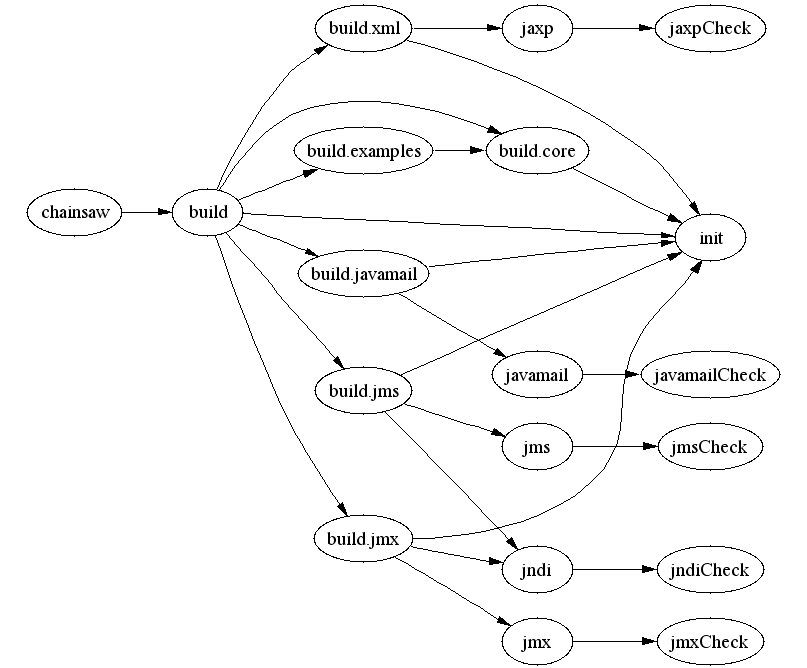 build.xml
jaxp
jaxpCheck
build.examples
build.core
chainsaw
build
init
build.javamail
javamail
javamailCheck
build.jms
jms
jmsCheck
build.jmx
jndi
jndiCheck
jmx
jmxCheck